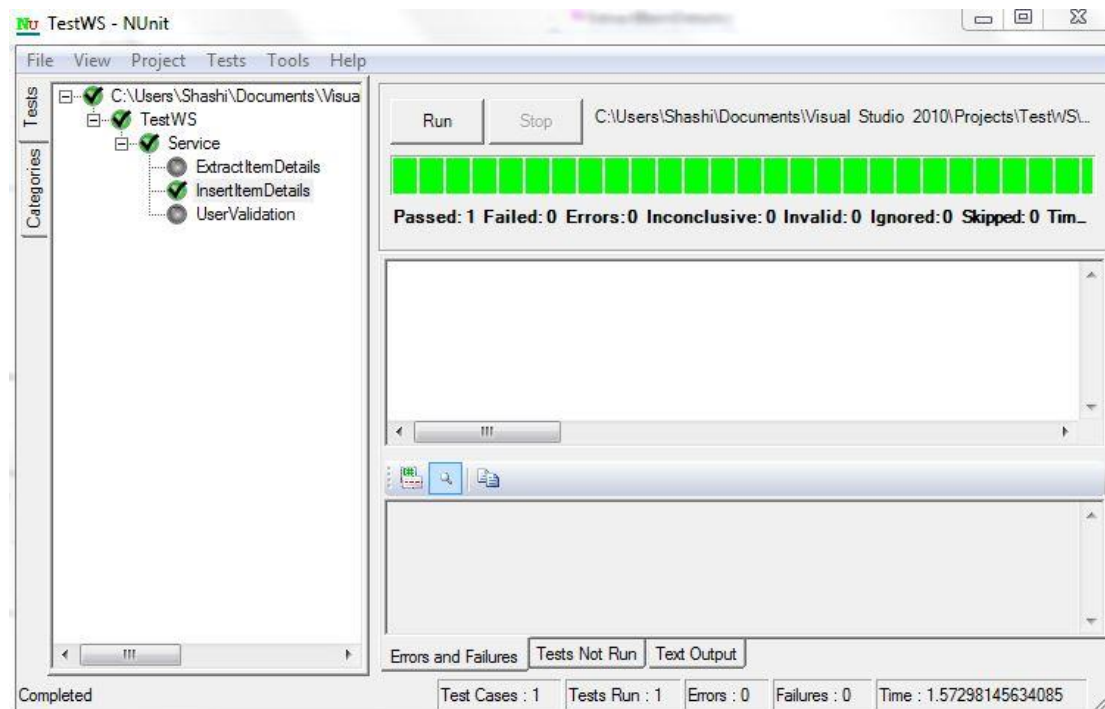 TestWS - NUnit
File View Project Tests Tools Help
Tests
Categories
C:\Users\Shashi\Documents\Visua
TestWS
Service
ExtractItemDetails
InsertItemDetails
UserValidation
Run
Stop
C:\Users\Shashi\Documents\Visual Studio 2010\Projects\TestWS\...
Passed: 1 Failed: 0 Errors: 0 Inconclusive: 0 Invalid: 0 Ignored: 0 Skipped: 0 Tim...
Errors and Failures
Tests Not Run
Text Output
Completed
Test Cases : 1
Tests Run : 1
Errors : 0
Failures : 0
Time : 1.57298145634085